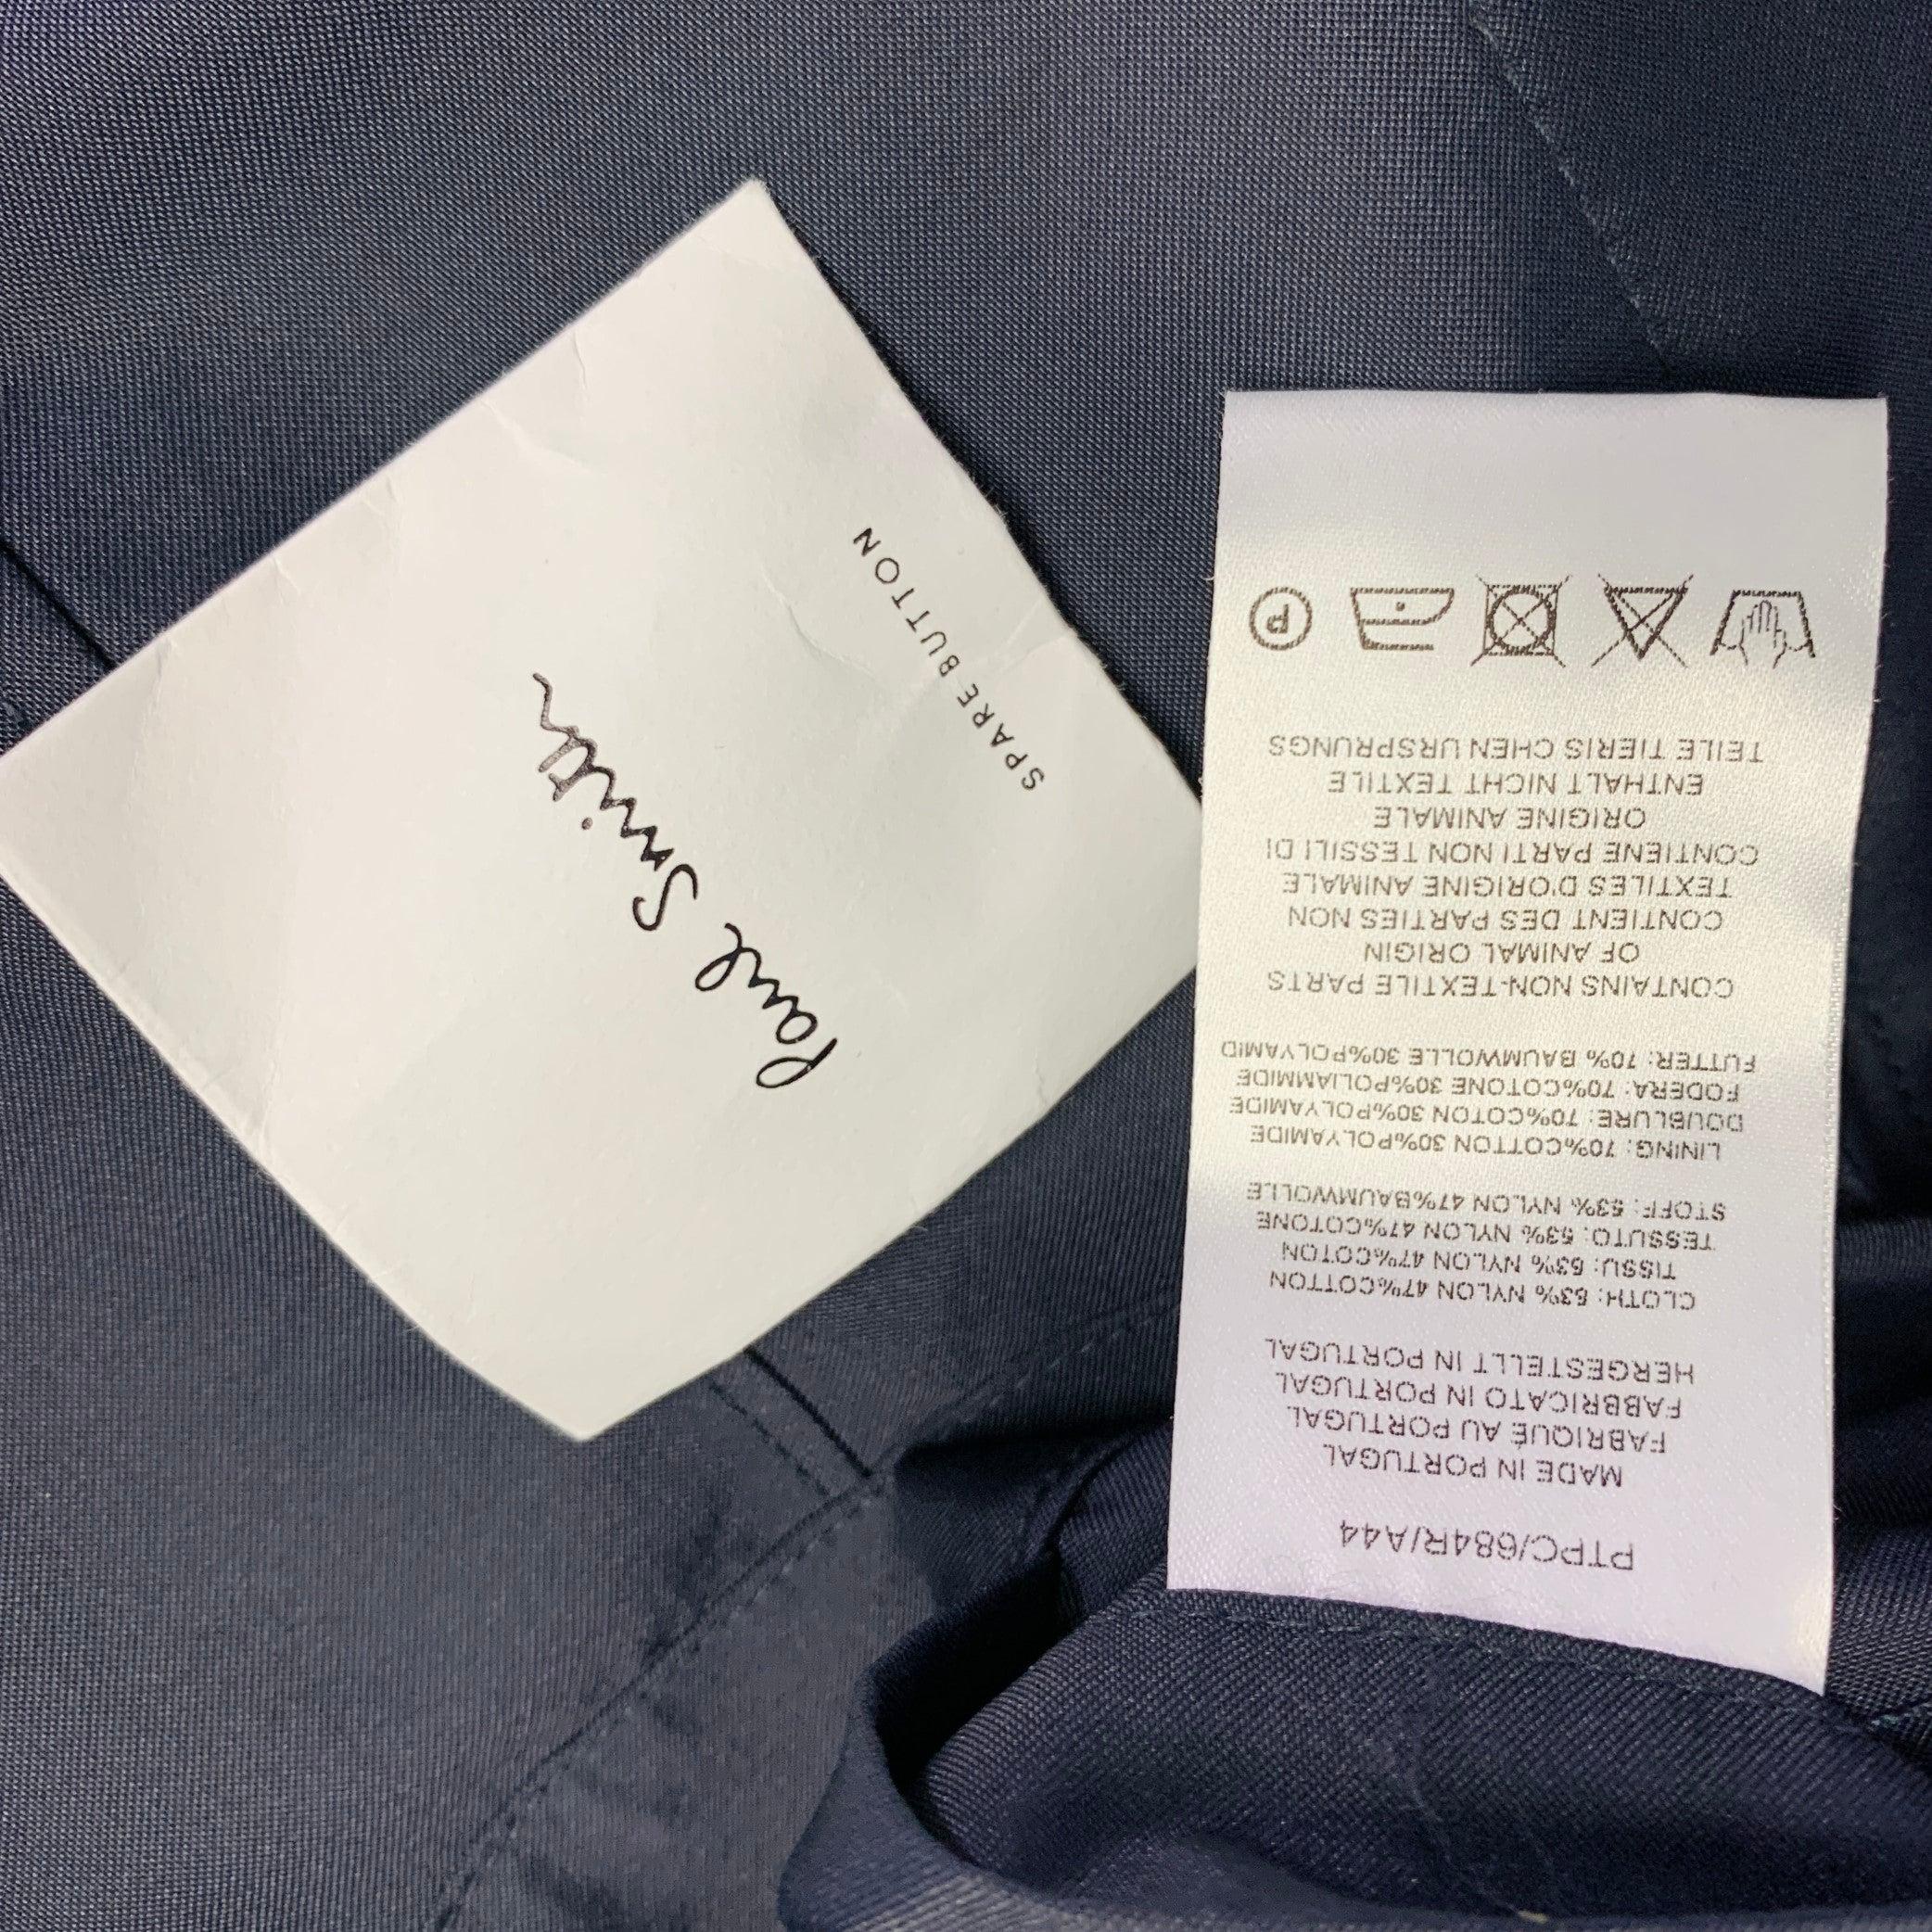 Paul Smith
SPARE BUTTON
PTPC/684R/A44
MADE IN PORTUGAL
FABRIQUÉ AU PORTUGAL
FABBRICATO IN PORTUGAL
HERGESTELLT IN PORTUGAL
CLOTH: 53% NYLON 47%COTTON
TISSU: 53% NYLON 47%COTON
TESSUTO: 53% NYLON 47%COTONE
STOFF: 53% NYLON 47%BAUMWOLLE
LINING: 70%COTTON 30%POLYAMIDE
DOUBLURE: 70%COTON 30%POLYAMIDE
FODERA: 70%COTONE 30%POLIAMMIDE
FUTTER: 70% BAUMWOLLE 30%POLYAMID
CONTAINS NON-TEXTILE PARTS
OF ANIMAL ORIGIN
CONTIENT DES PARTIES NON
TEXTILES D'ORIGINE ANIMALE
CONTIENE PARTI NON TESSILI DI
ORIGINE ANIMALE
ENTHALT NICHT TEXTILE
TEILE TIERIS CHEN URSPRUNGS
P